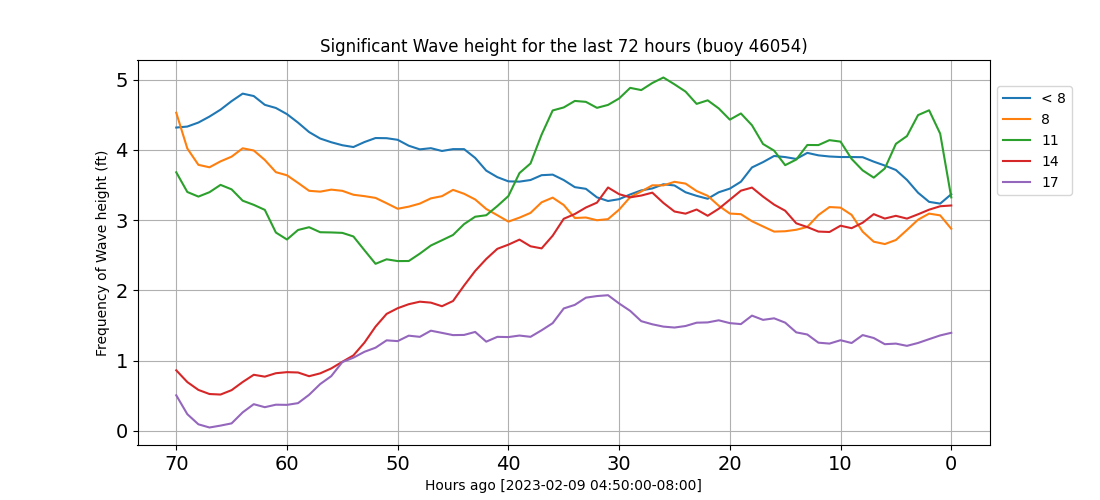 Significant Wave height for the last 72 hours (buoy 46054)
Frequency of Wave height (ft)
5
4
3
2
1
0
70 60 50 40 30 20 10 0
Hours ago [2023-02-09 04:50:00-08:00]
< 8
8
11
14
17